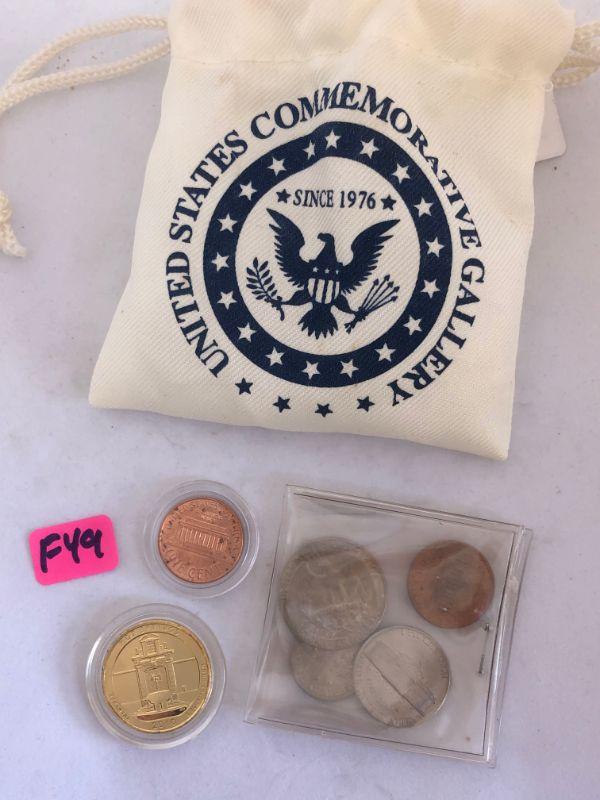 UNITED STATES COMMEMORATIVE GALLERY
SINCE 1976
F49
ONE CENT